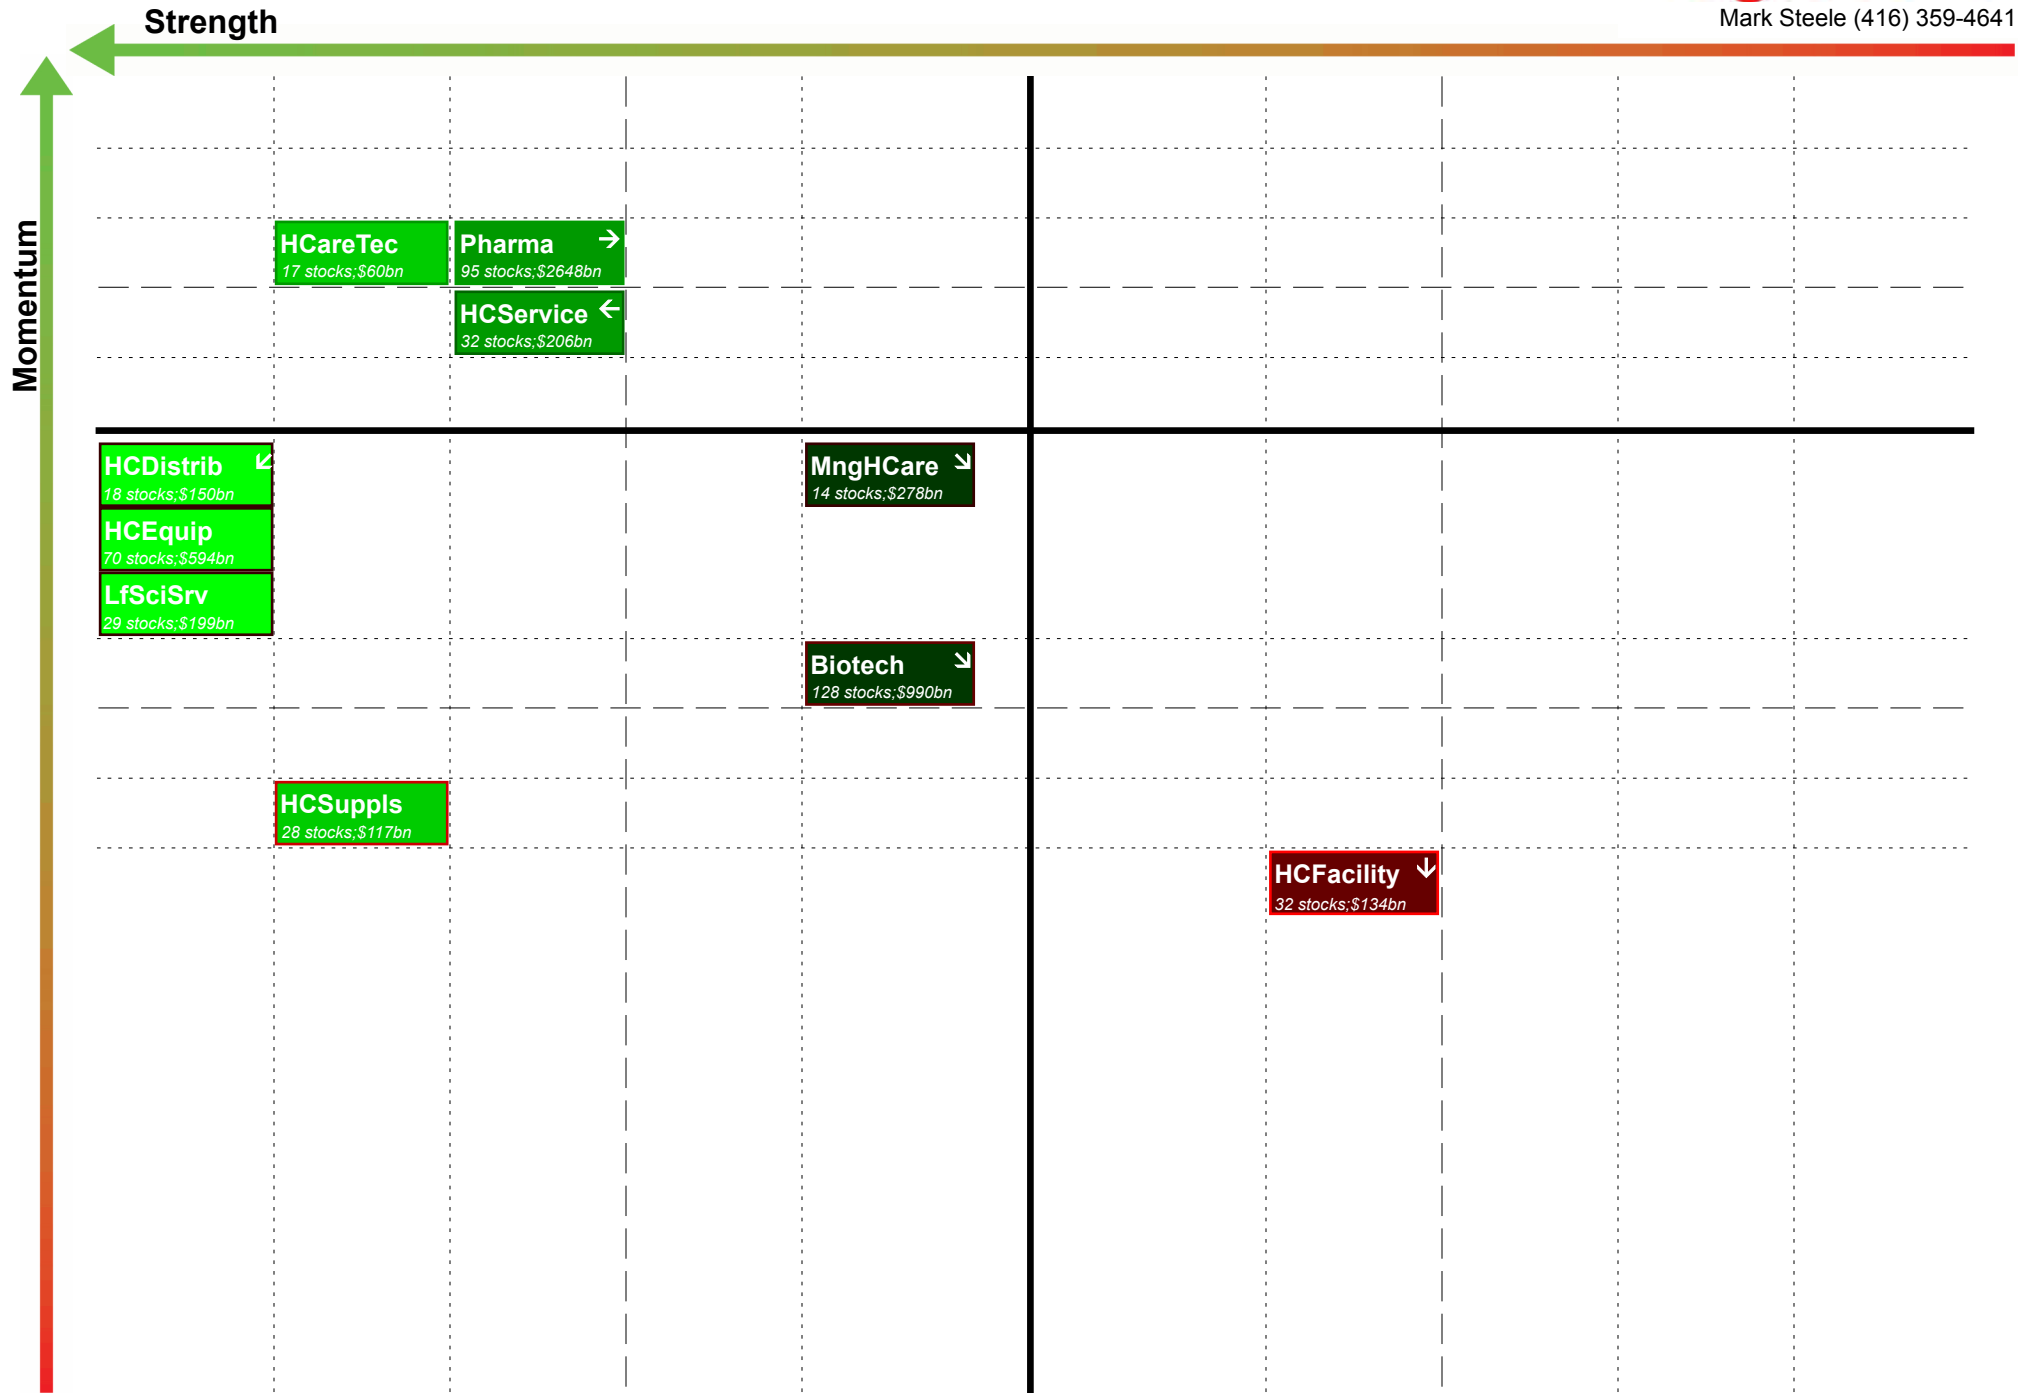 Strength
Mark Steele (416) 359-4641
Momentum
HCareTec
17 stocks;$60bn
Pharma
95 stocks;$2648bn
HCService
32 stocks;$206bn
HCDistrib
18 stocks;$150bn
MngHCare
14 stocks;$278bn
HCEquip
70 stocks;$594bn
LfSciSrv
29 stocks;$199bn
Biotech
128 stocks;$990bn
HCSuppls
28 stocks;$117bn
HCFacility
32 stocks;$134bn